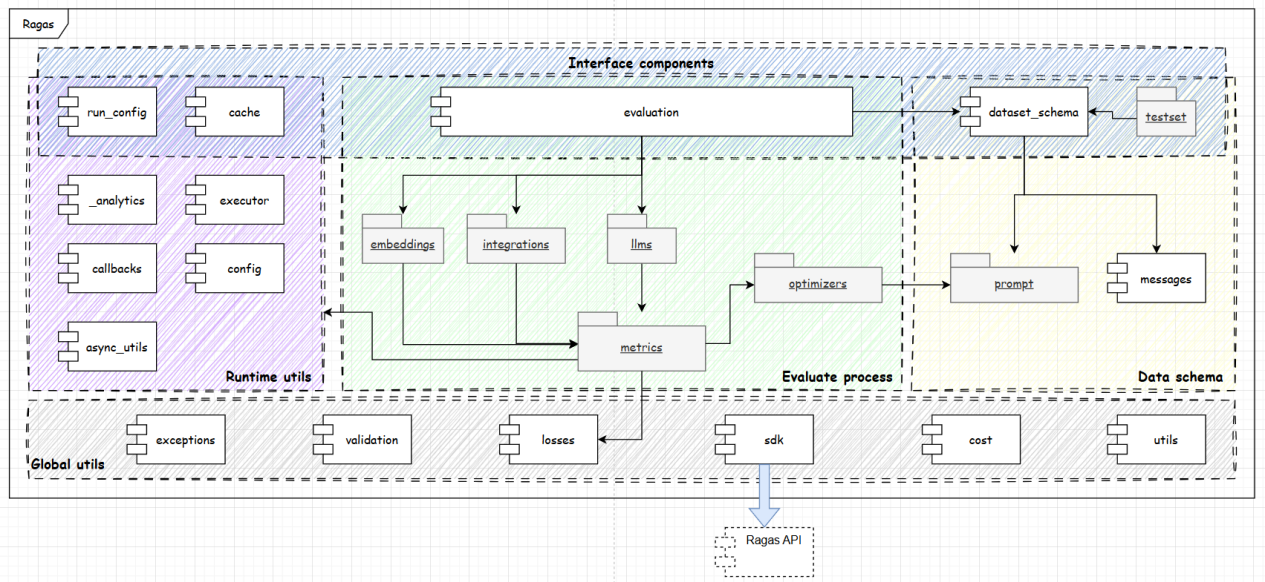 Ragas
Interface components
run_config
cache
evaluation
dataset_schema
testset
_analytics
executor
embeddings
integrations
llms
callbacks
config
optimizers
prompt
messages
async_utils
metrics
Runtime utils
Evaluate process
Data schema
exceptions
validation
losses
sdk
cost
utils
Global utils
Ragas API